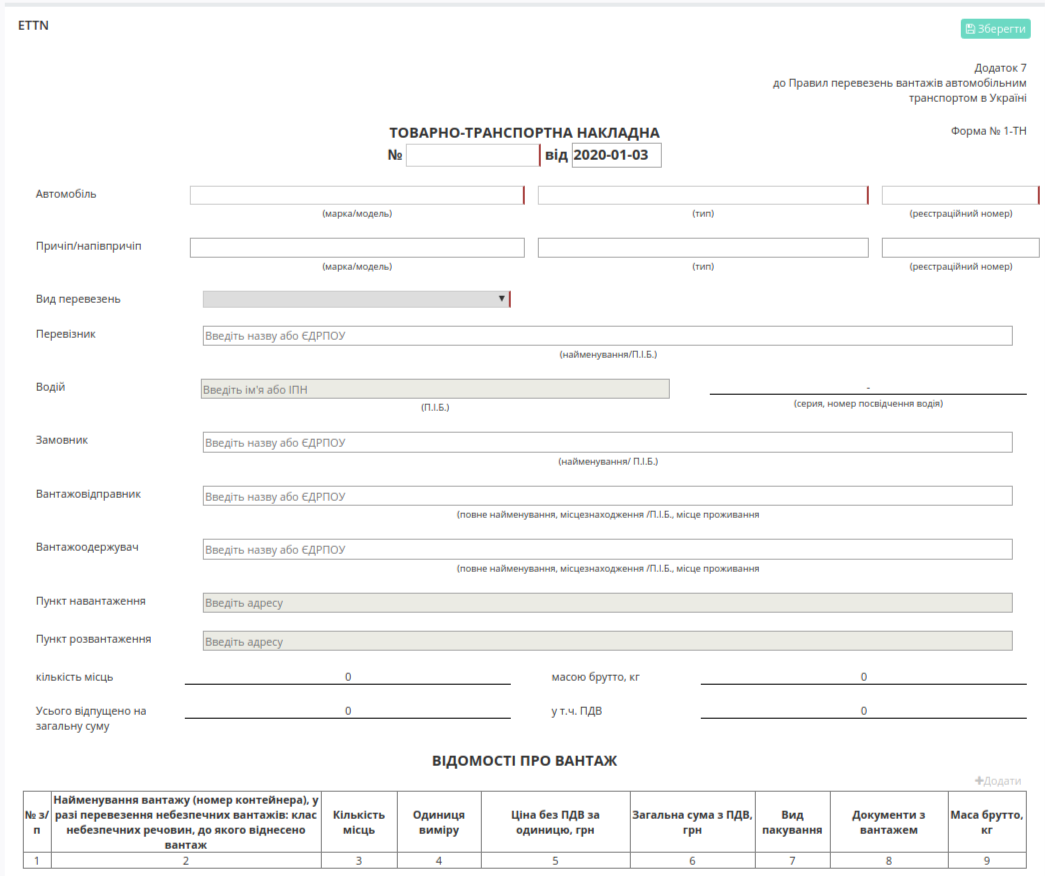 ETTN
Зберегти
Додаток 7
до Правил перевезень вантажів автомобільним
транспортом в Україні
Форма № 1-ТН
ТОВАРНО-ТРАНСПОРТНА НАКЛАДНА
№ від 2020-01-03
Автомобіль
(марка/модель) (тип) (реєстраційний номер)
Причіп/напівпричіп
(марка/модель) (тип) (реєстраційний номер)
Вид перевезень
Перевізник Введіть назву або ЄДРПОУ
(найменування/П.І.Б.)
Водій Введіть ім'я або ІПН -
(П.І.Б.) (серия, номер посвідчення водія)
Замовник Введіть назву або ЄДРПОУ
(найменування/ П.І.Б.)
Вантажовідправник Введіть назву або ЄДРПОУ
(повне найменування, місцезнаходження /П.І.Б., місце проживання
Вантажоодержувач Введіть назву або ЄДРПОУ
(повне найменування, місцезнаходження /П.І.Б., місце проживання
Пункт навантаження Введіть адресу
Пункт розвантаження Введіть адресу
кількість місць 0 масою брутто, кг 0
Усього відпущено на 0 у т.ч. ПДВ 0
загальну суму
ВІДОМОСТІ ПРО ВАНТАЖ
+Додати
№ з/
п
Найменування вантажу (номер контейнера), у
разі перевезення небезпечних вантажів: клас
небезпечних речовин, до якого віднесено
вантаж
Кількість
місць
Одиниця
виміру
Ціна без ПДВ за
одиницю, грн
Загальна сума з ПДВ,
грн
Вид
пакування
Документи з
вантажем
Маса брутто,
кг
1 2 3 4 5 6 7 8 9